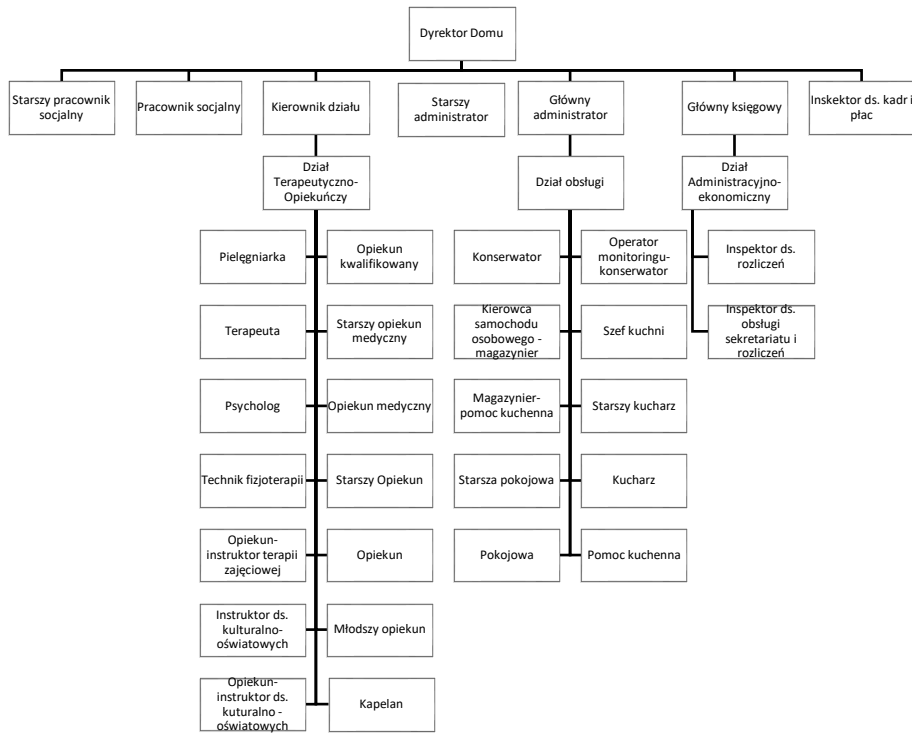 Dyrektor Domu
Starszy pracownik
socjalny
Pracownik socjalny
Kierownik działu
Starszy
administrator
Główny
administrator
Główny księgowy
Inskektor ds. kadr i
płac
Dział
Terapeutyczno-
Opiekuńczy
Dział obsługi
Dział
Administracyjno-
ekonomiczny
Pielęgniarka
Opiekun
kwalifikowany
Konserwator
Operator
monitoringu-
konserwator
Inspektor ds.
rozliczeń
Terapeuta
Starszy opiekun
medyczny
Kierowca
samochodu
osobowego -
magazynier
Szef kuchni
Inspektor ds.
obsługi
sekretariatu i
rozliczeń
Psycholog
Opiekun medyczny
Magazynier-
pomoc kuchenna
Starszy kucharz
Technik fizjoterapii
Starszy Opiekun
Starsza pokojowa
Kucharz
Opiekun-
instruktor terapii
zajęciowej
Opiekun
Pokojowa
Pomoc kuchenna
Instruktor ds.
kulturalno-
oświatowych
Młodszy opiekun
Opiekun-
instruktor ds.
kuturalno -
oświatowych
Kapelan